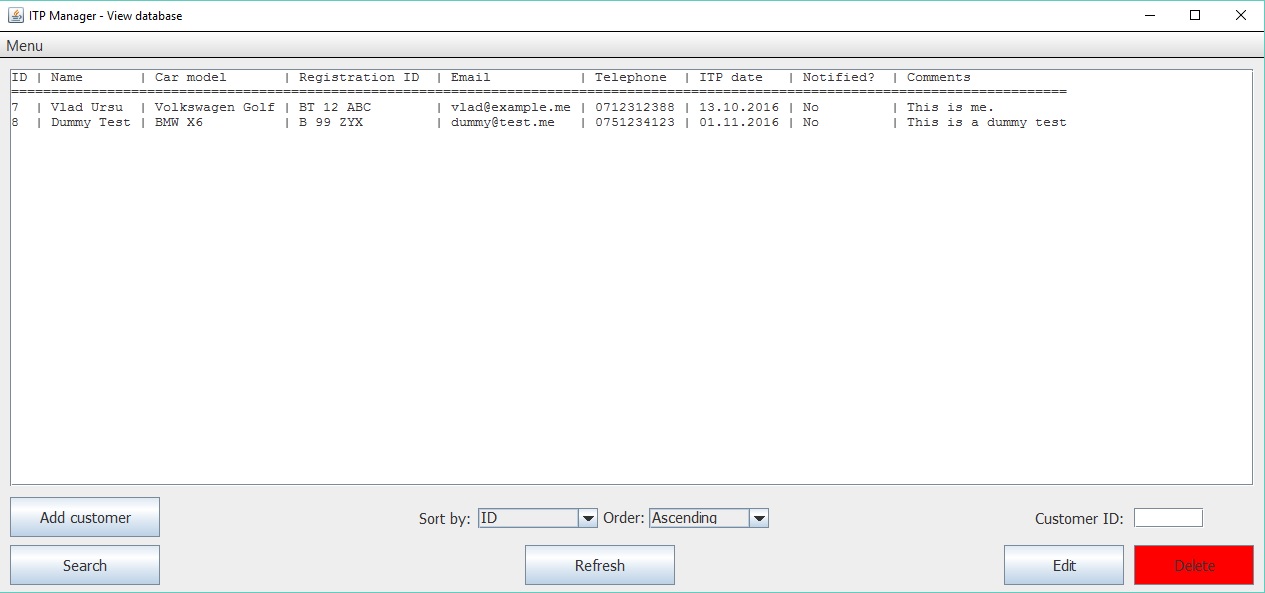 ITP Manager - View database
Menu
ID | Name | Car model | Registration ID | Email | Telephone | ITP date | Notified? | Comments
====================================================================================================================================
7 | Vlad Ursu | Volkswagen Golf | BT 12 ABC | vlad@example.me | 0712312388 | 13.10.2016 | No | This is me.
8 | Dummy Test | BMW X6 | B 99 ZYX | dummy@test.me | 0751234123 | 01.11.2016 | No | This is a dummy test
Add customer
Sort by: ID Order: Ascending
Customer ID:
Search
Refresh
Edit
Delete